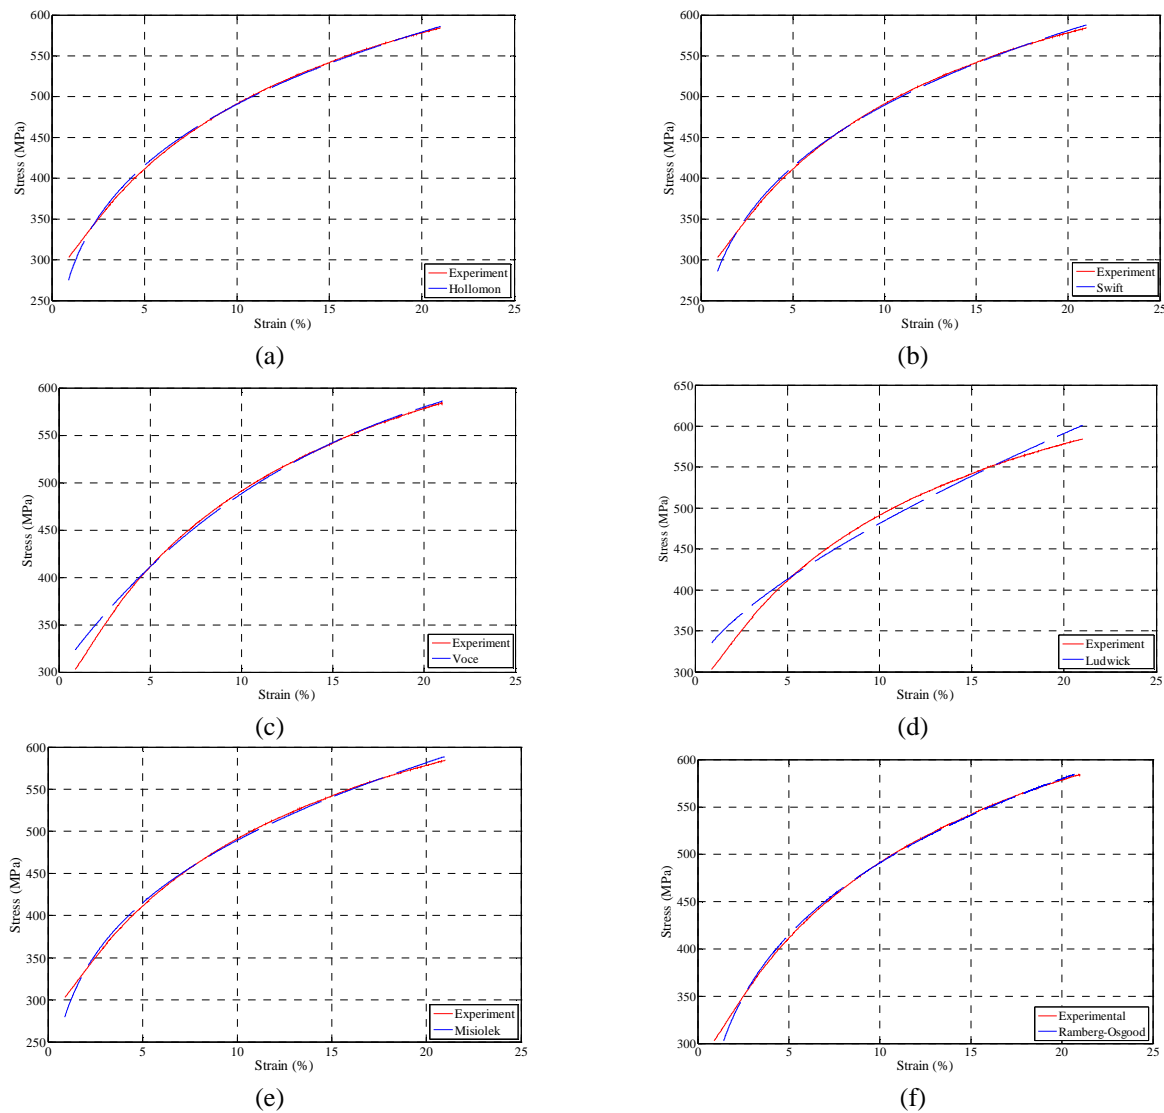 600
550
500
450
400
350
300
250
0
5
10
15
20
25
Stress (MPa)
Strain (%)
Experiment
Hollomon
(a)
600
550
500
450
400
350
300
250
0
5
10
15
20
25
Stress (MPa)
Strain (%)
Experiment
Swift
(b)
600
550
500
450
400
350
300
0
5
10
15
20
25
Stress (MPa)
Strain (%)
Experiment
Voce
(c)
650
600
550
500
450
400
350
300
0
5
10
15
20
25
Stress (MPa)
Strain (%)
Experiment
Ludwick
(d)
600
550
500
450
400
350
300
250
0
5
10
15
20
25
Stress (MPa)
Strain (%)
Experiment
Misiolek
(e)
600
550
500
450
400
350
300
0
5
10
15
20
25
Stress (MPa)
Strain (%)
Experimental
Ramberg-Osgood
(f)